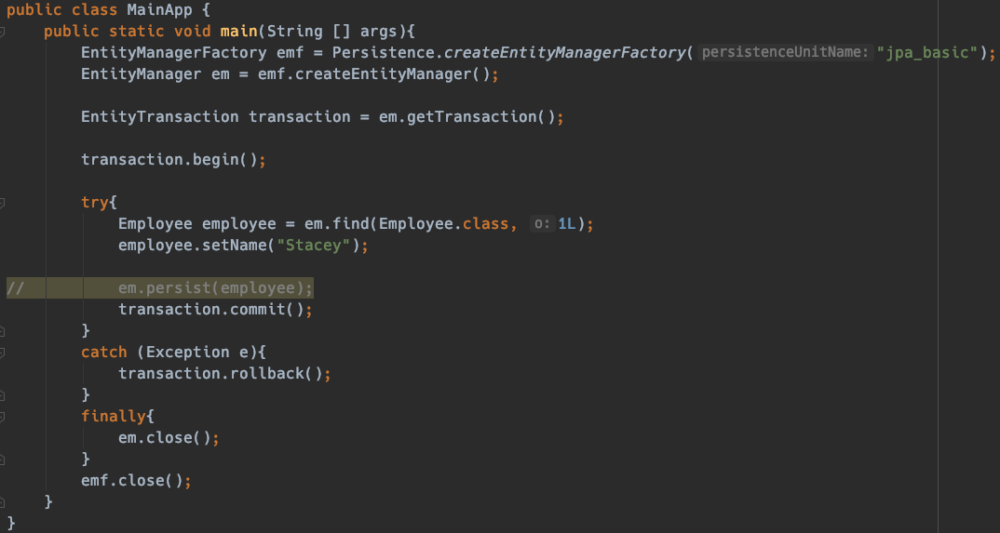 public class MainApp {
    public static void main(String [] args){
        EntityManagerFactory emf = Persistence.createEntityManagerFactory( persistenceUnitName: "jpa_basic");
        EntityManager em = emf.createEntityManager();

        EntityTransaction transaction = em.getTransaction();

        transaction.begin();

        try{
            Employee employee = em.find(Employee.class, o: 1L);
            employee.setName("Stacey");

//          em.persist(employee);
            transaction.commit();
        }
        catch (Exception e){
            transaction.rollback();
        }
        finally{
            em.close();
        }
        emf.close();
    }
}